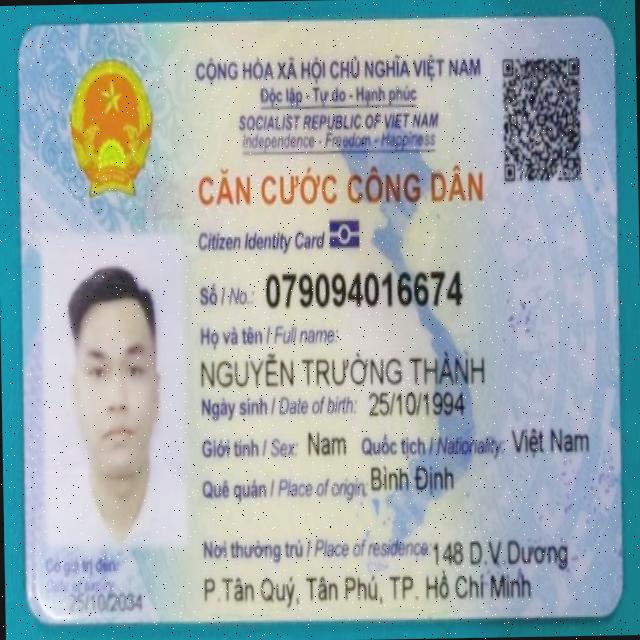 CỘNG HÒA XÃ HỘI CHỦ NGHĨA VIỆT NAM
Độc lập - Tự do - Hạnh phúc
SOCIALIST REPUBLIC OF VIET NAM
Independence - Freedom - Happiness
CĂN CƯỚC CÔNG DÂN
Citizen Identity Card
Số / No.: 079094016674
Họ và tên / Full name:
NGUYỄN TRƯỜNG THÀNH
Ngày sinh / Date of birth: 25/10/1994
Giới tính / Sex: Nam Quốc tịch / Nationality: Việt Nam
Quê quán / Place of origin: Bình Định
Nơi thường trú / Place of residence: 148 D.V.Dương
P.Tân Quý, Tân Phú, TP. Hồ Chí Minh
Có giá trị đến:
25/10/2034